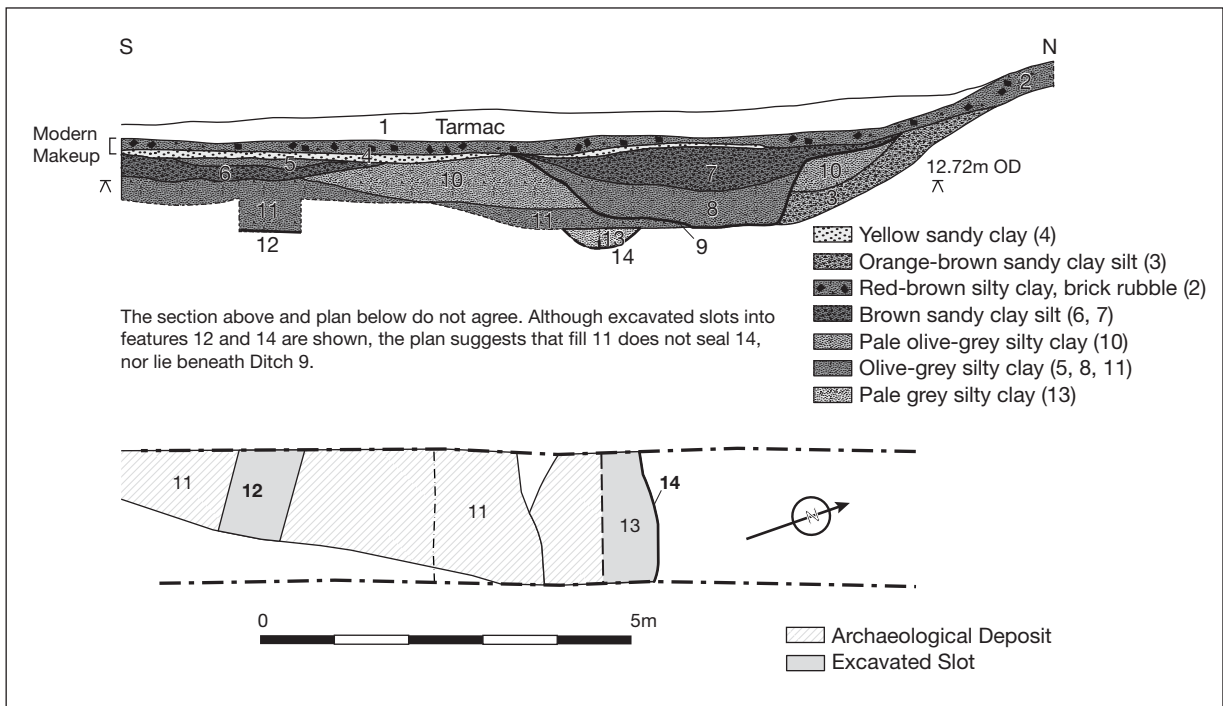 S
N
1 Tarmac
2
Modern
Makeup
4
5
6
7
10
10
12.72m OD
3
8
11
11
12
13
9
14
Yellow sandy clay (4)
Orange-brown sandy clay silt (3)
Red-brown silty clay, brick rubble (2)
Brown sandy clay silt (6, 7)
Pale olive-grey silty clay (10)
Olive-grey silty clay (5, 8, 11)
Pale grey silty clay (13)
The section above and plan below do not agree. Although excavated slots into
features 12 and 14 are shown, the plan suggests that fill 11 does not seal 14,
nor lie beneath Ditch 9.
11
12
11
13
14
N
0
5m
Archaeological Deposit
Excavated Slot